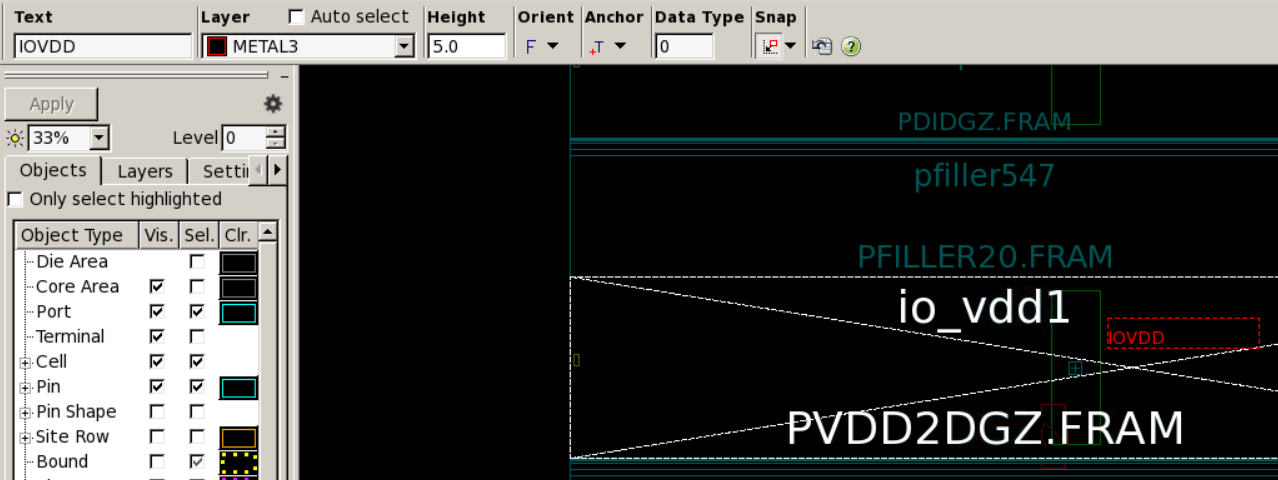 Text Layer Auto select Height Orient Anchor Data Type Snap
IOVDD METAL3 5.0 F T 0
Apply
33% Level 0
Objects Layers
Only select highlighted
Object Type Vis. Sel. Clr.
Die Area
Core Area
Port
Terminal
Cell
Pin
Pin Shape
Site Row
Bound
PDIDGZ.FRAM
pfiller547
PFILLER20.FRAM
io_vdd1
IOVDD
PVDD2DGZ.FRAM